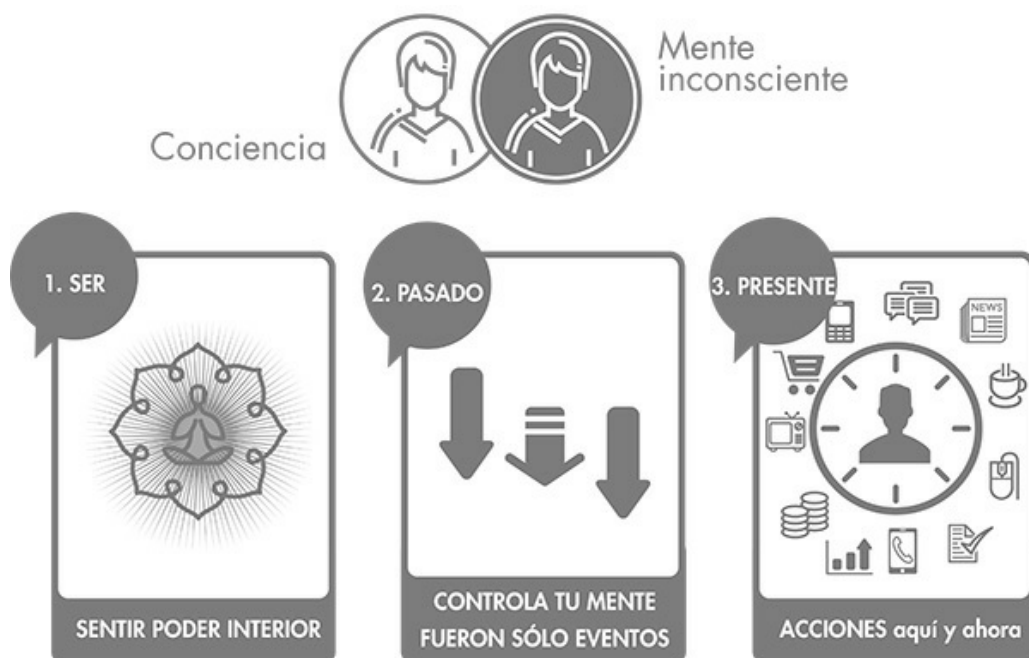 Mente
inconsciente
Conciencia
1. SER
2. PASADO
3. PRESENTE
NEWS
SENTIR PODER INTERIOR
CONTROLA TU MENTE
FUERON SÓLO EVENTOS
ACCIONES aquí y ahora